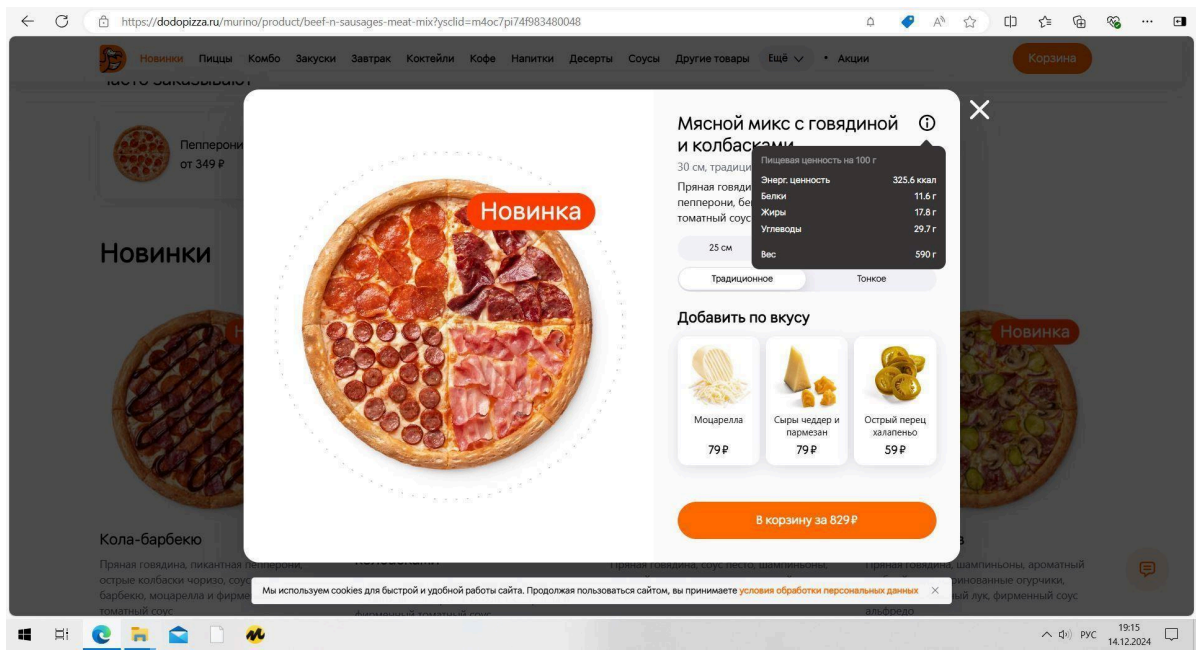 https://dodopizza.ru/murino/product/beef-n-sausages-meat-mix?ysclid=m4oc7pi74f983480048
Новинки Пиццы Комбо Закуски Завтрак Коктейли Кофе Напитки Десерты Соусы Другие товары Ещё • Акции
Корзина
Пепперони
от 349 ₽
Новинки
Новинка
Новинка
Мясной микс с говядиной
и колбасками
30 см, традици
Пряная говяди
пепперони, бе
томатный соус
Пищевая ценность на 100 г
Энерг. ценность 325.6 ккал
Белки 11.6 г
Жиры 17.8 г
Углеводы 29.7 г
Вес 590 г
25 см
Традиционное Тонкое
Добавить по вкусу
Моцарелла
79 ₽
Сыры чеддер и
пармезан
79 ₽
Острый перец
халапеньо
59 ₽
В корзину за 829 ₽
Кола-барбекю
Пряная говядина, пикантная пепперони,
острые колбаски чоризо, соус
барбекю, моцарелла и фирме
томатный соус
фирменный томатный соус
Пряная говядина, соус песто, шампиньоны,
Пряная говядина, шампиньоны, ароматный
ринованные огурчики,
ый лук, фирменный соус
альфредо
Мы используем cookies для быстрой и удобной работы сайта. Продолжая пользоваться сайтом, вы принимаете условия обработки персональных данных
РУС
19:15
14.12.2024